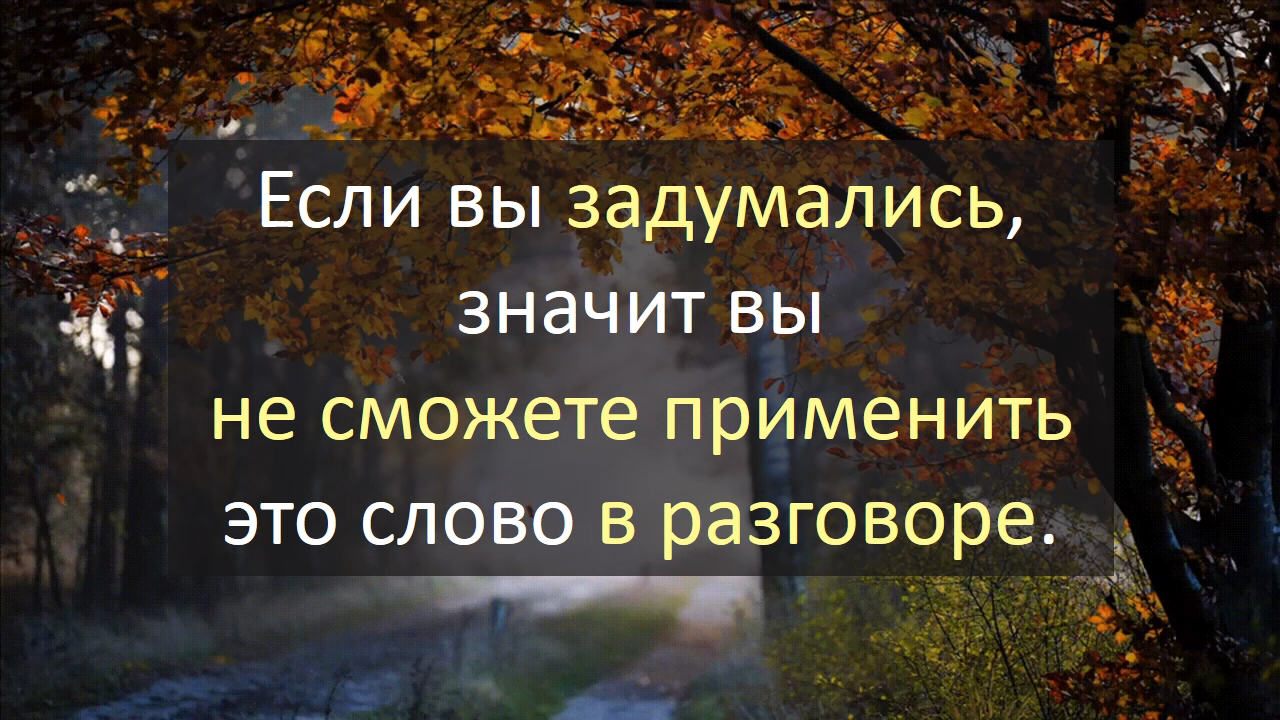 Если вы задумались,
значит вы
не сможете применить
это слово в разговоре.